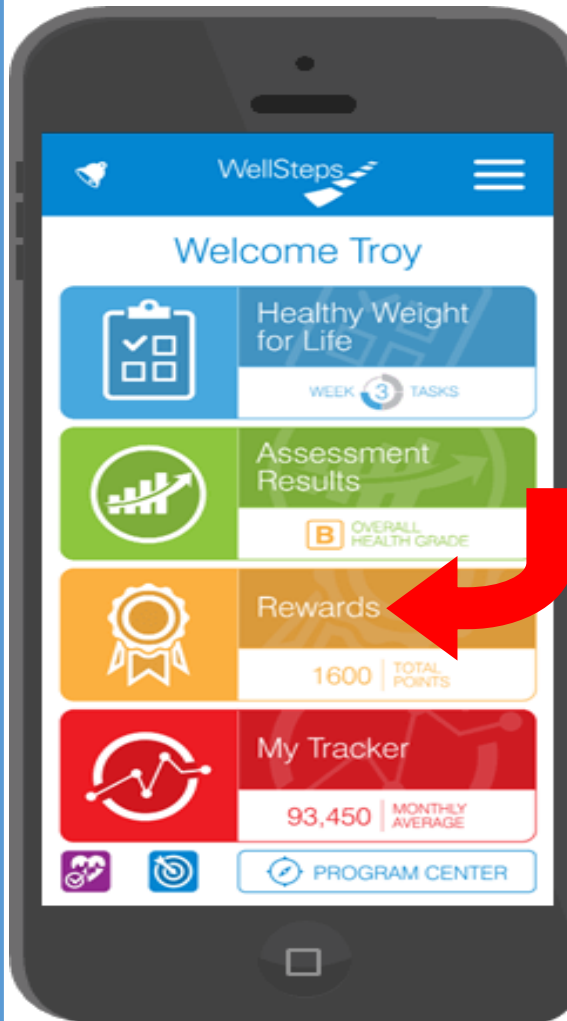 WellSteps
Welcome Troy
Healthy Weight
for Life
WEEK 3 TASKS
Assessment
Results
B OVERALL
HEALTH GRADE
Rewards
1600 TOTAL
POINTS
My Tracker
93,450 MONTHLY
AVERAGE
PROGRAM CENTER